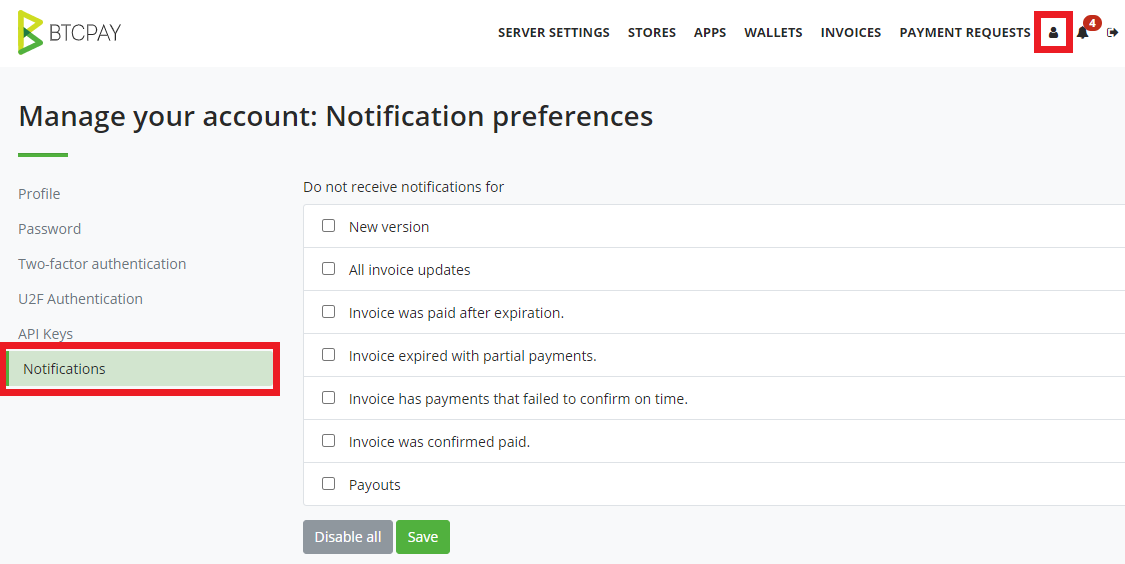 BTCPAY
SERVER SETTINGS STORES APPS WALLETS INVOICES PAYMENT REQUESTS 4
Manage your account: Notification preferences
Profile
Password
Two-factor authentication
U2F Authentication
API Keys
Notifications
Do not receive notifications for
New version
All invoice updates
Invoice was paid after expiration.
Invoice expired with partial payments.
Invoice has payments that failed to confirm on time.
Invoice was confirmed paid.
Payouts
Disable all Save